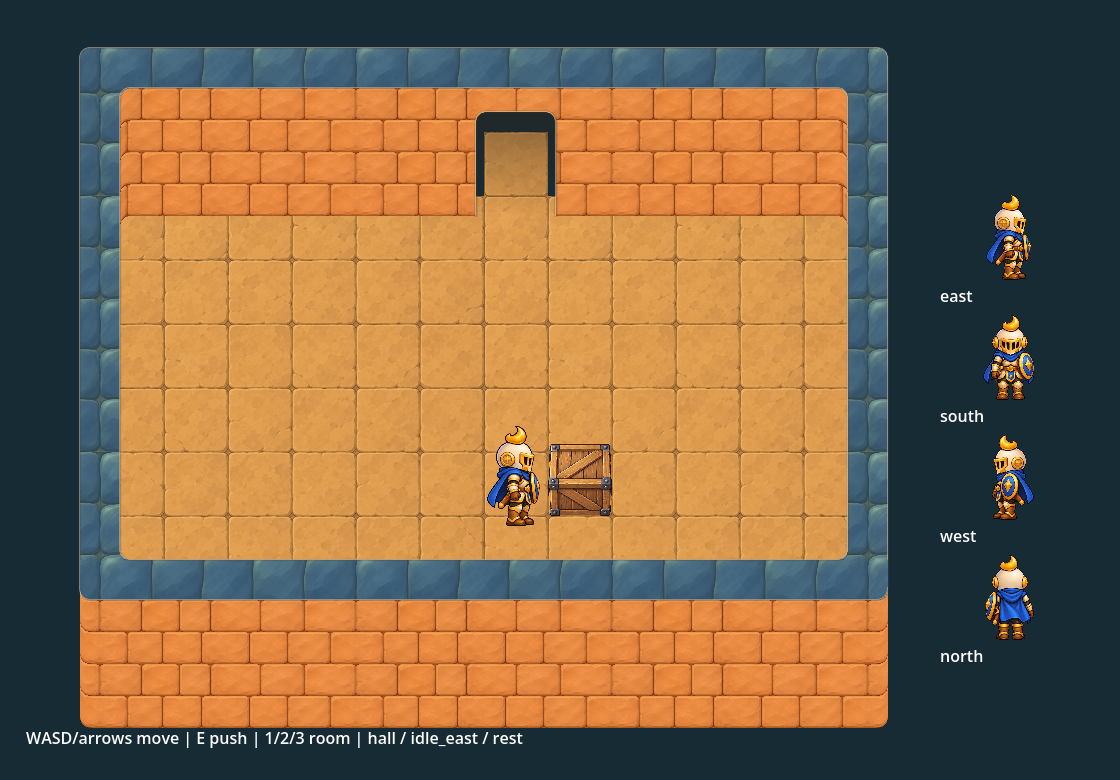 east
south
west
north
WASD/arrows move | E push | 1/2/3 room | hall / idle_east / rest